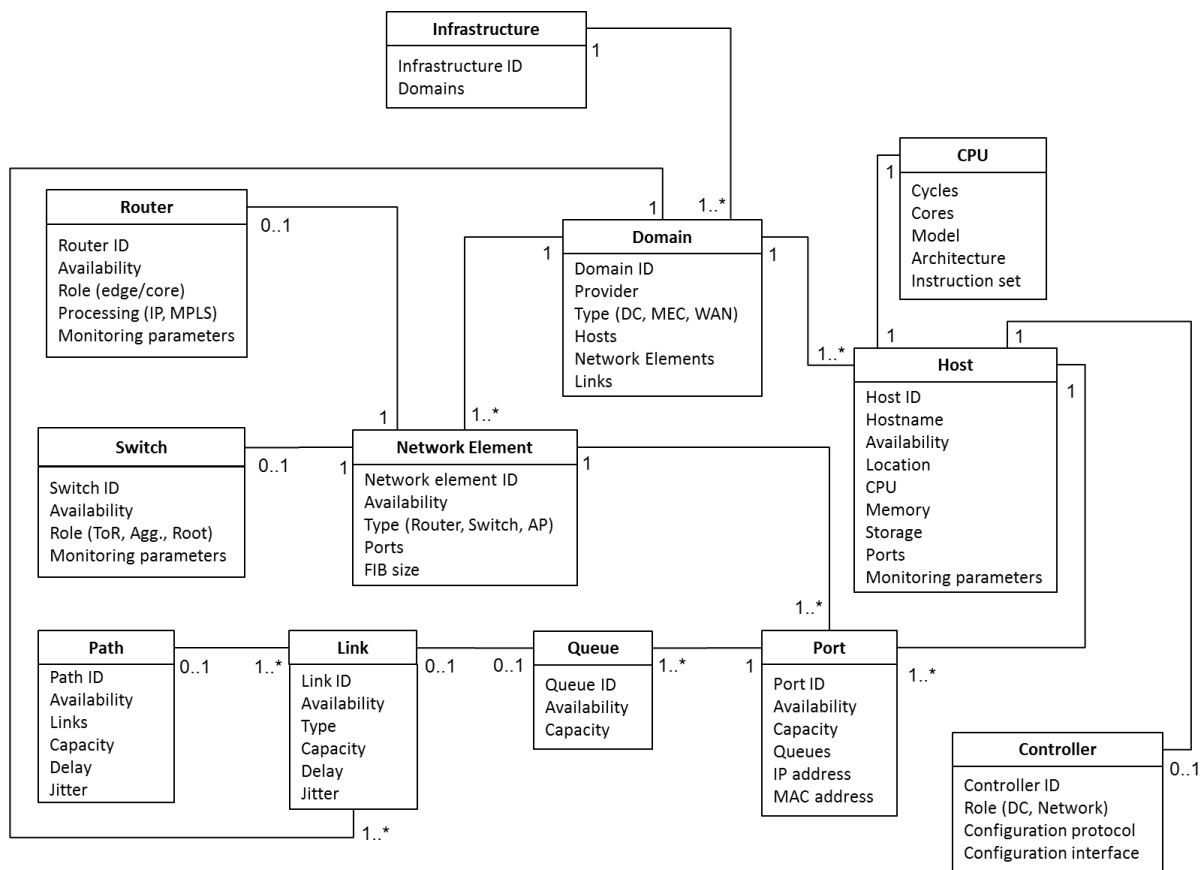 Infrastructure
Infrastructure ID
Domains
1
1..*
CPU
Cycles
Cores
Model
Architecture
Instruction set
1
1
Router
Router ID
Availability
Role (edge/core)
Processing (IP, MPLS)
Monitoring parameters
0..1
1
Domain
Domain ID
Provider
Type (DC, MEC, WAN)
Hosts
Network Elements
Links
1
1
1
1..*
1..*
Host
Host ID
Hostname
Availability
Location
CPU
Memory
Storage
Ports
Monitoring parameters
1
1
Switch
Switch ID
Availability
Role (ToR, Agg., Root)
Monitoring parameters
0..1
1
Network Element
Network element ID
Availability
Type (Router, Switch, AP)
Ports
FIB size
1
1..*
Path
Path ID
Availability
Links
Capacity
Delay
Jitter
0..1
1..*
Link
Link ID
Availability
Type
Capacity
Delay
Jitter
0..1
1..*
0..1
Queue
Queue ID
Availability
Capacity
1..*
1
Port
Port ID
Availability
Capacity
Queues
IP address
MAC address
1..*
Controller
Controller ID
Role (DC, Network)
Configuration protocol
Configuration interface
0..1